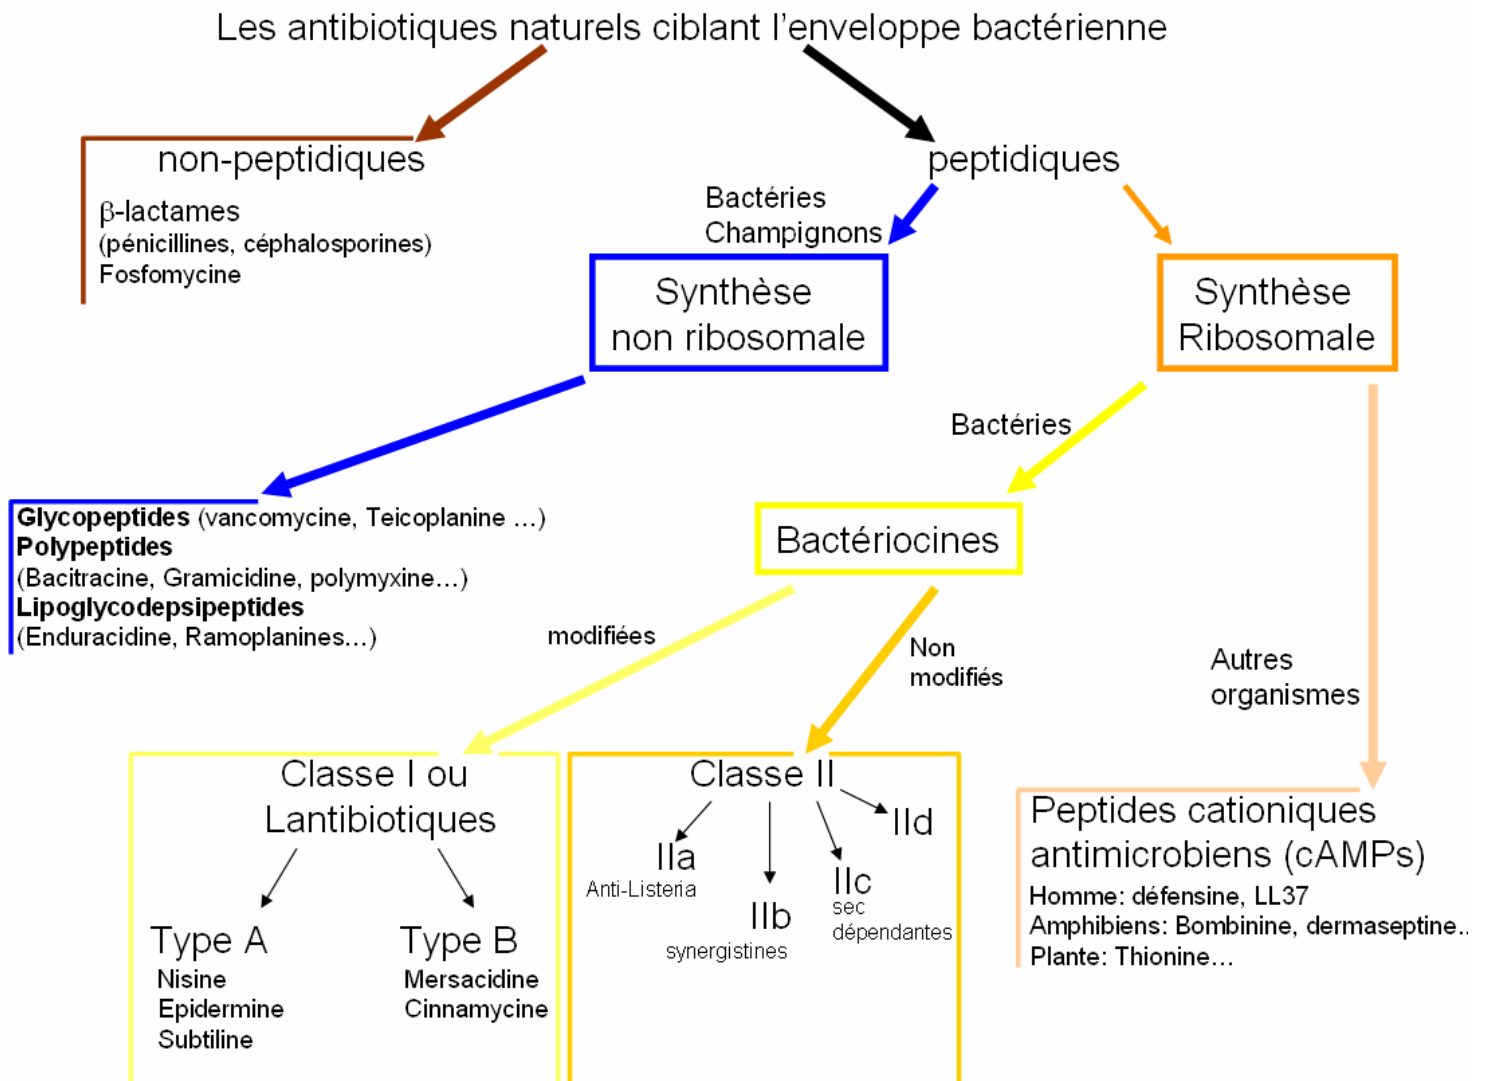 Les antibiotiques naturels ciblant l'enveloppe bactérienne
non-peptidiques
β-lactames
(pénicillines, céphalosporines)
Fosfomycine
peptidiques
Bactéries
Champignons
Synthèse
non ribosomale
Synthèse
Ribosomale
Glycopeptides (vancomycine, Teicoplanine ...)
Polypeptides
(Bacitracine, Gramicidine, polymyxine...)
Lipoglycodepsipeptides
(Enduracidine, Ramoplanines...)
Bactéries
Bactériocines
modifiées
Non
modifiés
Autres
organismes
Classe I ou
Lantibiotiques
Type A
Nisine
Epidermine
Subtiline
Type B
Mersacidine
Cinnamycine
Classe II
IIa
Anti-Listeria
IIb
synergistines
IIc
sec
dépendantes
IId
Peptides cationiques
antimicrobiens (cAMPs)
Homme: défensine, LL37
Amphibiens: Bombinine, dermaseptine..
Plante: Thionine...